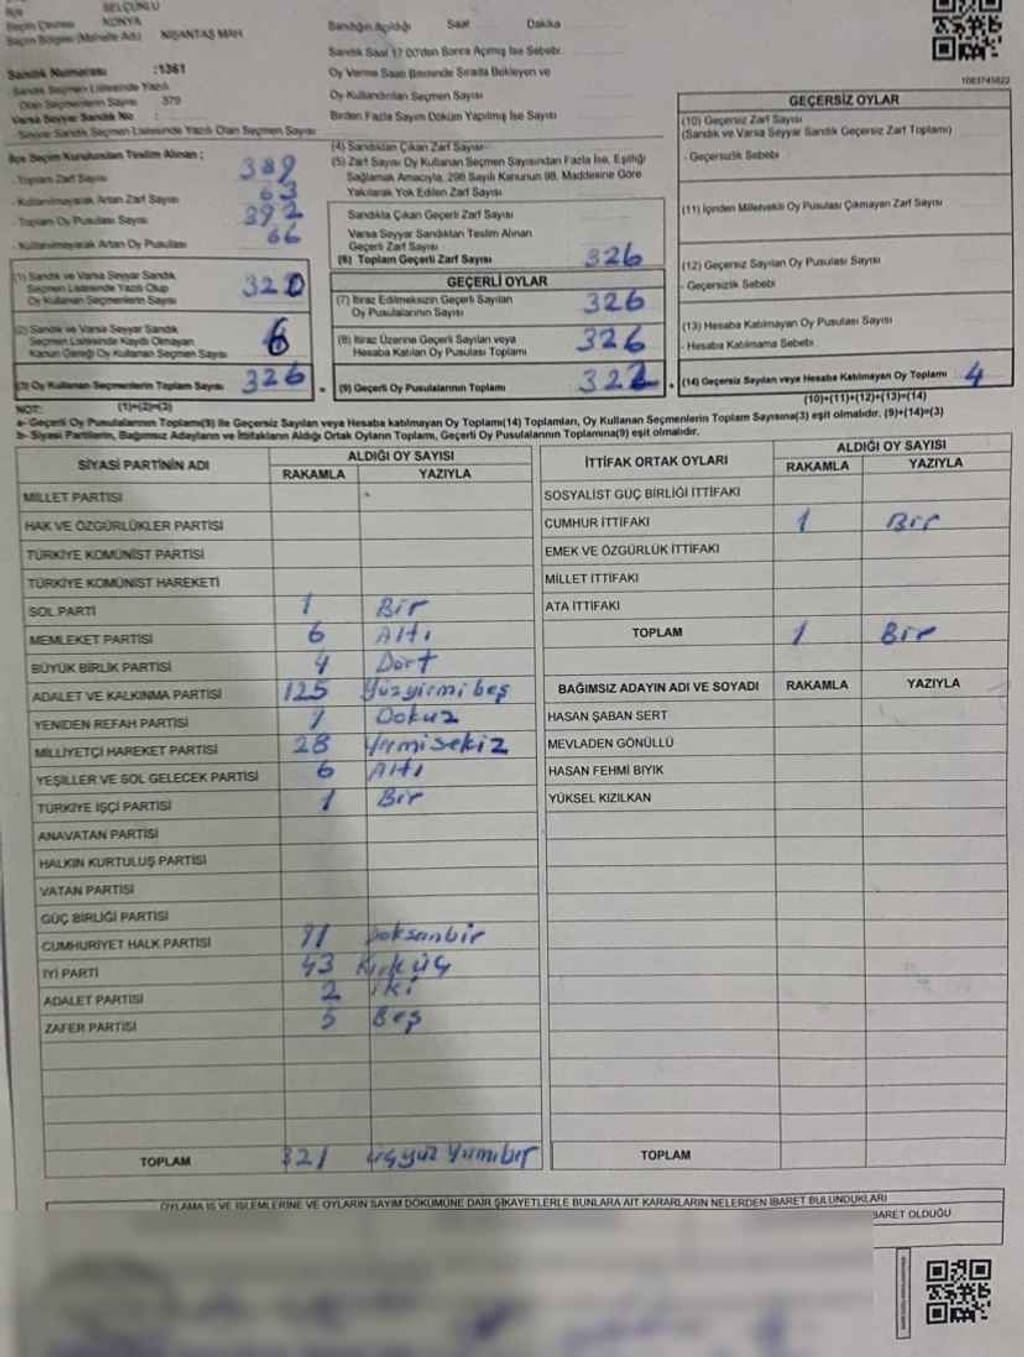 SELÇUKLU
Seçim Çevresi KONYA
Seçim Bölgesi (Mahalle Adı) NİŞANTAŞ MAH.
Sandık Numarası :1361
Sandık Seçmen Listesinde Yazılı
Olan Seçmenlerin Sayısı 379
Varsa Seyyar Sandık No :
Seyyar Sandık Seçmen Listesinde Yazılı Olan Seçmen Sayısı
Sandığın Açıldığı Saat Dakika
Sandık Saat 17:00'den Sonra Açılmış İse Sebebi:
Oy Verme Saati Bitiminde Sırada Bekleyen ve
Oy Kullandırılan Seçmen Sayısı
Birden Fazla Sayım Döküm Yapılmış İse Sayısı
İlçe Seçim Kurulundan Teslim Alınan ;
- Toplam Zarf Sayısı 389
- Kullanılmayarak Artan Zarf Sayısı 63
- Toplam Oy Pusulası Sayısı 392
- Kullanılmayarak Artan Oy Pusulası 66
(1) Sandık ve Varsa Seyyar Sandık
Seçmen Listesinde Yazılı Olup
Oy Kullanan Seçmenlerin Sayısı 320
(2) Sandık ve Varsa Seyyar Sandık
Seçmen Listesinde Kaydı Olmayan
Kanun Gereği Oy Kullanan Seçmen Sayısı 6
(3) Oy Kullanan Seçmenlerin Toplam Sayısı 326
(1)+(2)=(3)
(4) Sandıktan Çıkan Zarf Sayısı
(5) Zarf Sayısı Oy Kullanan Seçmen Sayısından Fazla İse, Eşitliği
Sağlamak Amacıyla, 298 Sayılı Kanunun 98. Maddesine Göre
Yakılarak Yok Edilen Zarf Sayısı
Sandıkta Çıkan Geçerli Zarf Sayısı
Varsa Seyyar Sandıktan Teslim Alınan
Geçerli Zarf Sayısı
(6) Toplam Geçerli Zarf Sayısı 326
GEÇERLİ OYLAR
(7) İtiraz Edilmeksizin Geçerli Sayılan
Oy Pusulalarının Sayısı 326
(8) İtiraz Üzerine Geçerli Sayılan veya
Hesaba Katılan Oy Pusulası Toplamı 326
(9) Geçerli Oy Pusulalarının Toplamı 322
1083745822
GEÇERSİZ OYLAR
(10) Geçersiz Zarf Sayısı
(Sandık ve Varsa Seyyar Sandık Geçersiz Zarf Toplamı)
- Geçersizlik Sebebi
(11) İçinden Milletvekili Oy Pusulası Çıkmayan Zarf Sayısı
(12) Geçersiz Sayılan Oy Pusulası Sayısı
- Geçersizlik Sebebi
(13) Hesaba Katılmayan Oy Pusulası Sayısı
- Hesaba Katılmama Sebebi
(14) Geçersiz Sayılan veya Hesaba Katılmayan Oy Toplamı 4
(10)+(11)+(12)+(13)=(14)
NOT:
a- Geçerli Oy Pusulalarının Toplamı(9) ile Geçersiz Sayılan veya Hesaba katılmayan Oy Toplamı(14) Toplamları, Oy Kullanan Seçmenlerin Toplam Sayısına(3) eşit olmalıdır. (9)+(14)=(3)
b- Siyasi Partilerin, Bağımsız Adayların ve İttifakların Aldığı Ortak Oyların Toplamı, Geçerli Oy Pusulalarının Toplamına(9) eşit olmalıdır.
SİYASİ PARTİNİN ADI ALDIĞI OY SAYISI
RAKAMLA YAZIYLA
MİLLET PARTİSİ
HAK VE ÖZGÜRLÜKLER PARTİSİ
TÜRKİYE KOMÜNİST PARTİSİ
TÜRKİYE KOMÜNİST HAREKETİ
SOL PARTİ 1 Bir
MEMLEKET PARTİSİ 6 Altı
BÜYÜK BİRLİK PARTİSİ 4 Dört
ADALET VE KALKINMA PARTİSİ 125 Yüzyirmibeş
YENİDEN REFAH PARTİSİ 9 Dokuz
MİLLİYETÇİ HAREKET PARTİSİ 28 Yirmisekiz
YEŞİLLER VE SOL GELECEK PARTİSİ 6 Altı
TÜRKİYE İŞÇİ PARTİSİ 1 Bir
ANAVATAN PARTİSİ
HALKIN KURTULUŞ PARTİSİ
VATAN PARTİSİ
GÜÇ BİRLİĞİ PARTİSİ
CUMHURİYET HALK PARTİSİ 91 Doksanbir
İYİ PARTİ 43 Kırküç
ADALET PARTİSİ 2 iki
ZAFER PARTİSİ 5 Beş
TOPLAM 321 Üçyüz Yirmibir
İTTİFAK ORTAK OYLARI ALDIĞI OY SAYISI
RAKAMLA YAZIYLA
SOSYALİST GÜÇ BİRLİĞİ İTTİFAKI
CUMHUR İTTİFAKI 1 Bir
EMEK VE ÖZGÜRLÜK İTTİFAKI
MİLLET İTTİFAKI
ATA İTTİFAKI
TOPLAM 1 Bir
BAĞIMSIZ ADAYIN ADI VE SOYADI RAKAMLA YAZIYLA
HASAN ŞABAN SERT
MEVLADEN GÖNÜLLÜ
HASAN FEHMİ BIYIK
YÜKSEL KIZILKAN
TOPLAM
OYLAMA İŞ VE İŞLEMLERİNE VE OYLARIN SAYIM DÖKÜMÜNE DAİR ŞİKAYETLERLE BUNLARA AİT KARARLARIN NELERDEN İBARET BULUNDUKLARI
BARET OLDUĞU